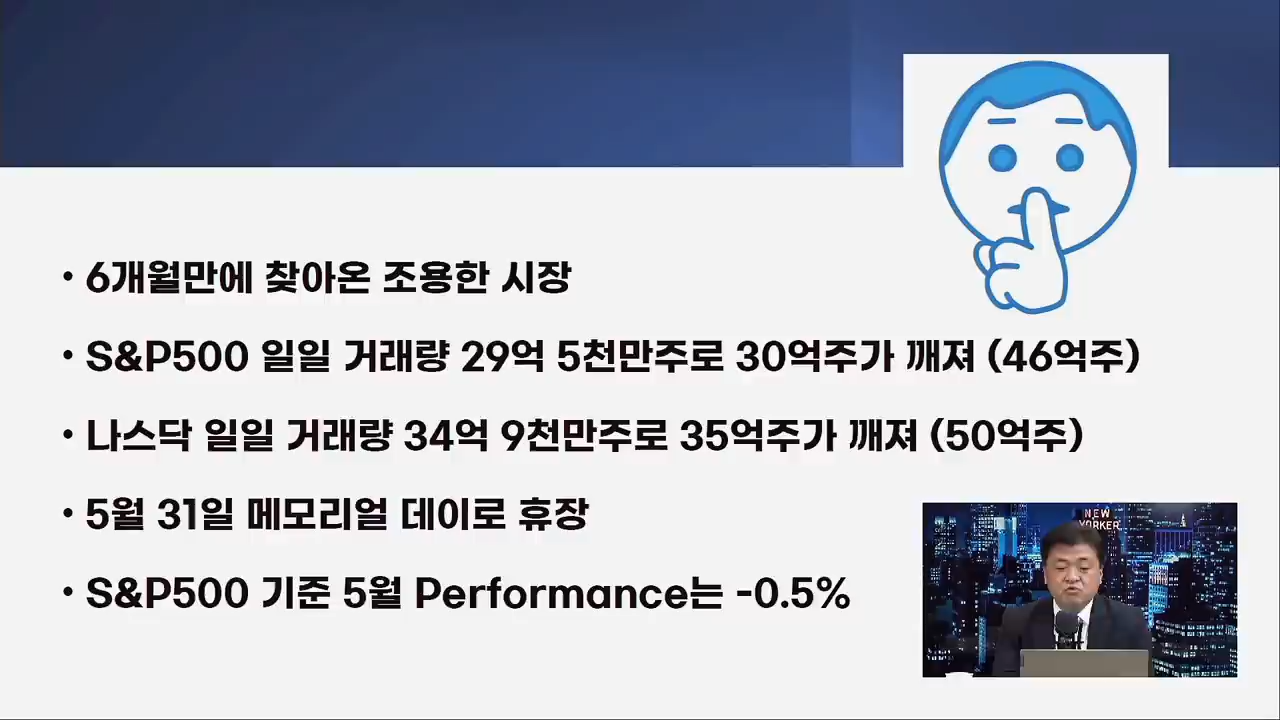 • 6개월만에 찾아온 조용한 시장
• S&P500 일일 거래량 29억 5천만주로 30억주가 깨져 (46억주)
• 나스닥 일일 거래량 34억 9천만주로 35억주가 깨져 (50억주)
• 5월 31일 메모리얼 데이로 휴장
• S&P500 기준 5월 Performance는 -0.5%
NEW
YORKER